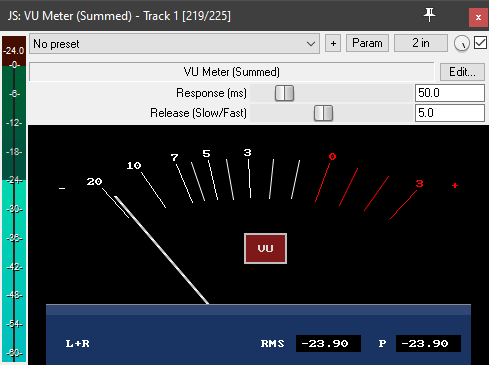 JS: VU Meter (Summed) - Track 1 [219/225]
No preset + Param 2 in
VU Meter (Summed) Edit...
Response (ms) 50.0
Release (Slow/Fast) 5.0
-24.0
-0-
-6-
-12-
-18-
-24-
-30-
-36-
-42-
-48-
-54-
-60-
- 20 10 7 5 3 0 3 +
VU
L+R RMS -23.90 P -23.90